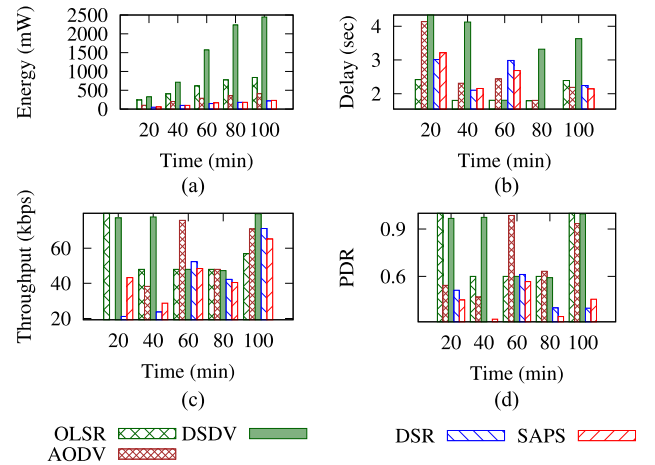 Energy (mW)
2500
2000
1500
1000
500
0
20 40 60 80 100
Time (min)
(a)
Delay (sec)
4
3
2
20 40 60 80 100
Time (min)
(b)
Throughput (kbps)
60
40
20
20 40 60 80 100
Time (min)
(c)
PDR
0.9
0.6
20 40 60 80 100
Time (min)
(d)
OLSR DSDV
AODV
DSR SAPS